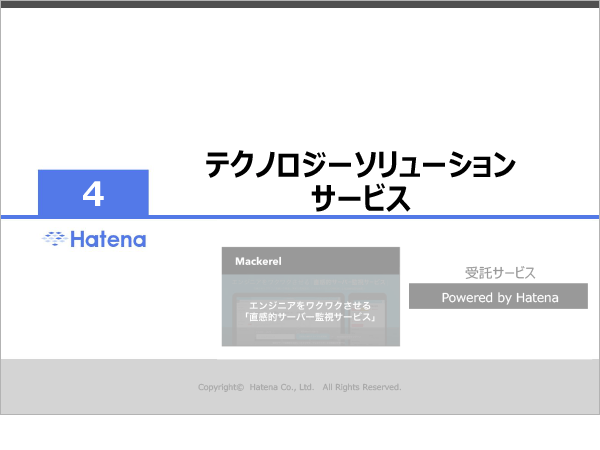 テクノロジーソリューション
サービス
4
Hatena
Mackerel
エンジニアをワクワクさせる
「直感的サーバー監視サービス」
受託サービス
Powered by Hatena
Copyright© Hatena Co., Ltd. All Rights Reserved.